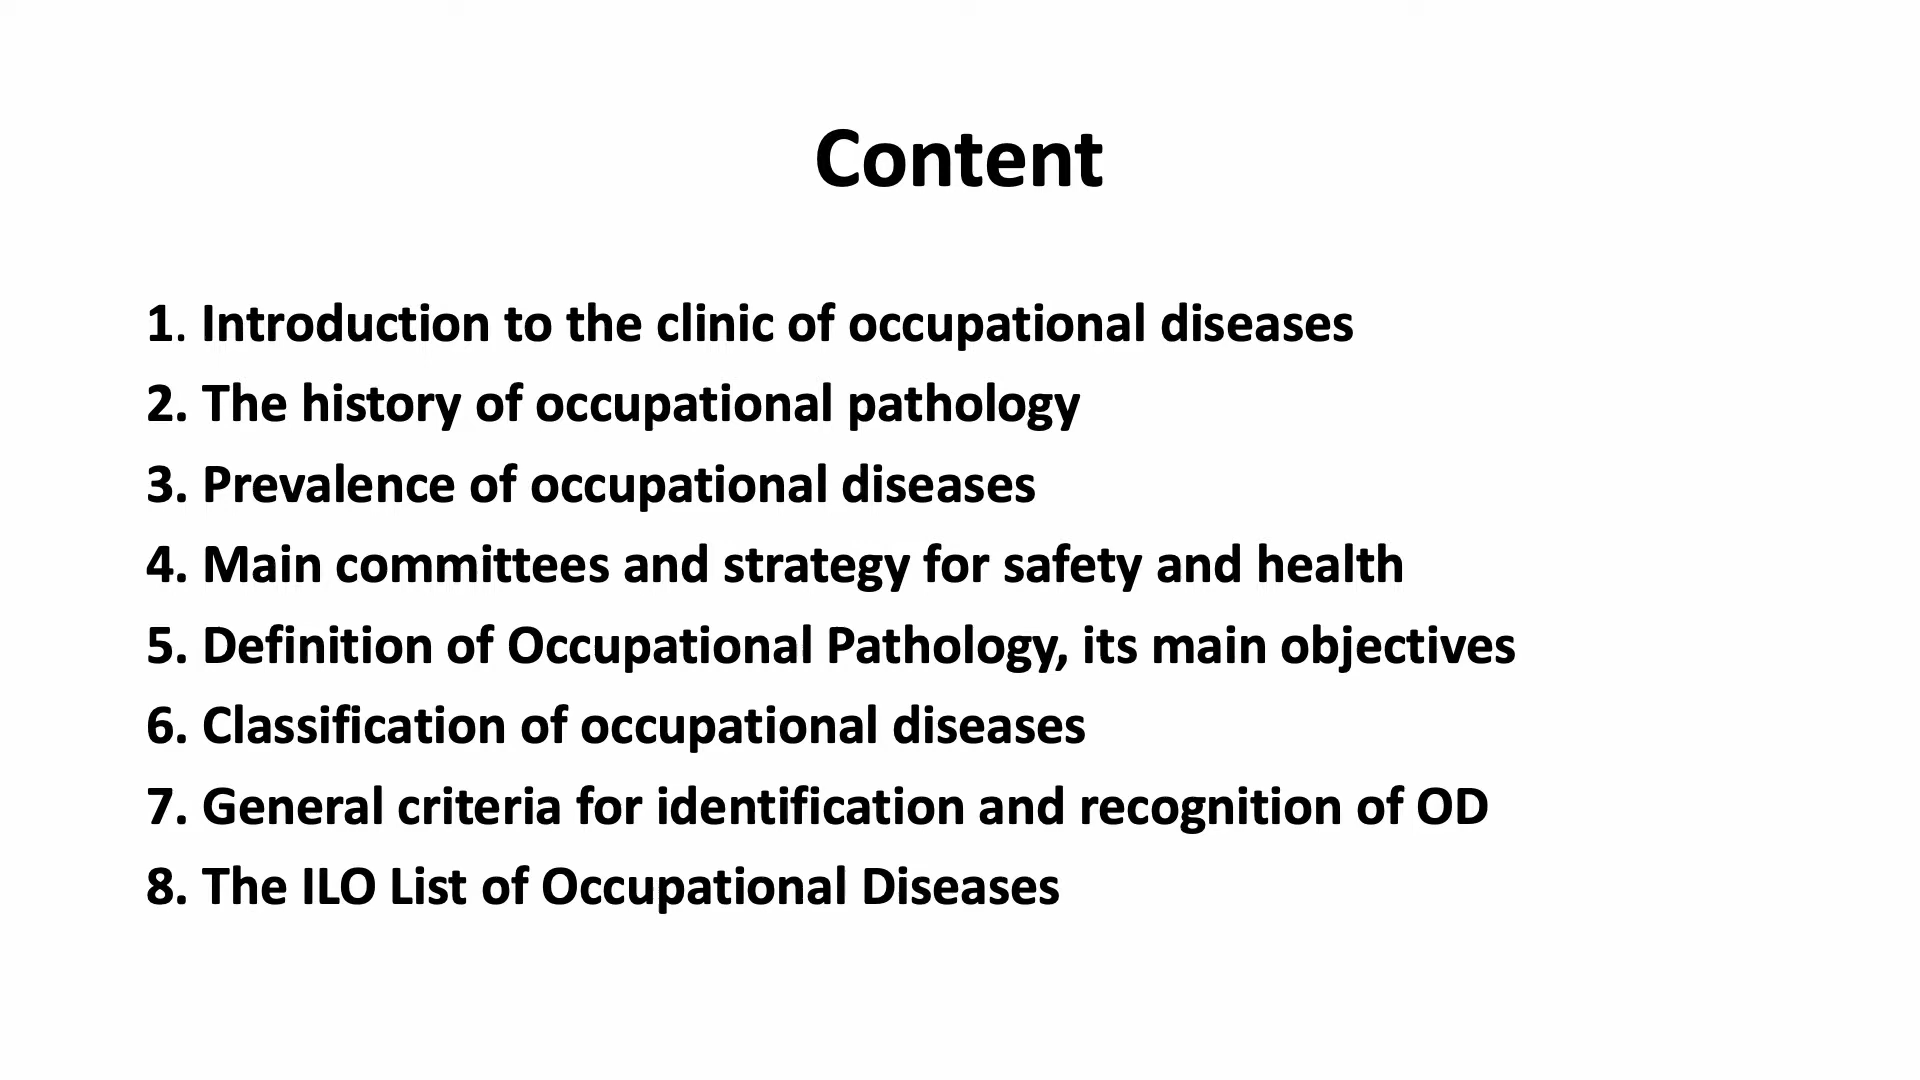 Content
1. Introduction to the clinic of occupational diseases
2. The history of occupational pathology
3. Prevalence of occupational diseases
4. Main committees and strategy for safety and health
5. Definition of Occupational Pathology, its main objectives
6. Classification of occupational diseases
7. General criteria for identification and recognition of OD
8. The ILO List of Occupational Diseases